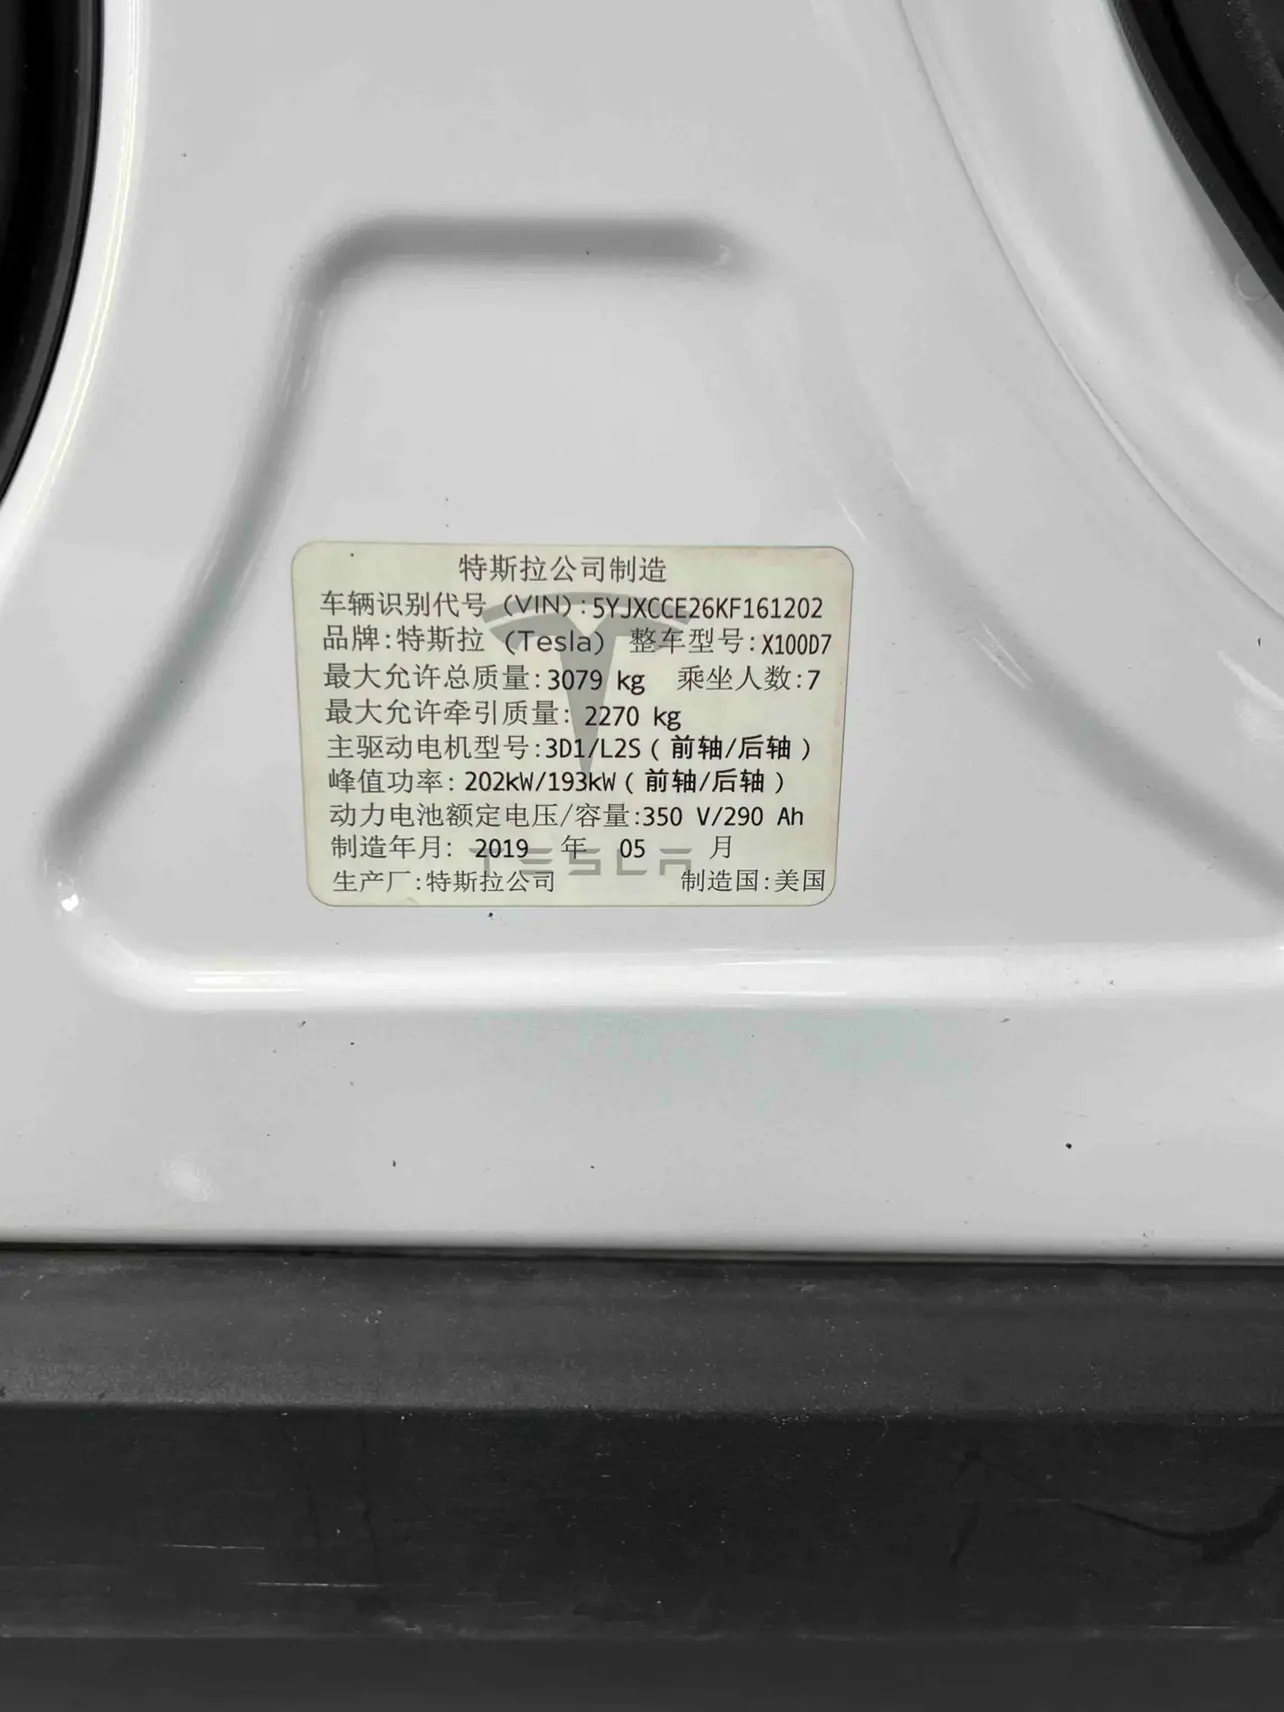 特斯拉公司制造
车辆识别代号 (VIN): 5YJXCCE26KF161202
品牌:特斯拉 (Tesla) 整车型号:X100D7
最大允许总质量:3079 kg 乘坐人数:7
最大允许牵引质量: 2270 kg
主驱动电机型号:3D1/L2S ( 前轴/后轴 )
峰值功率: 202kW/193kW ( 前轴/后轴 )
动力电池额定电压/容量:350 V/290 Ah
制造年月: 2019 年 05 月
TESLA
生产厂:特斯拉公司 制造国:美国